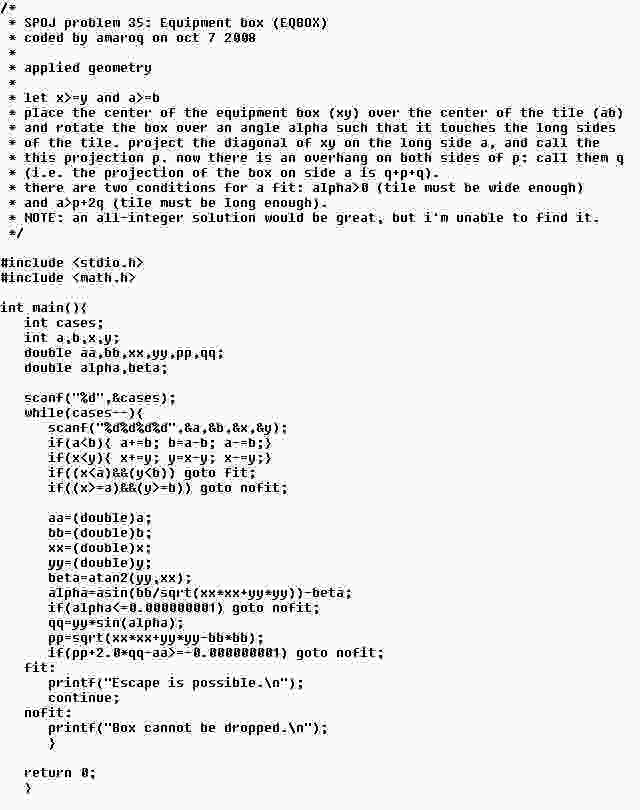 /*
 * SPOJ problem 35: Equipment box (EQBOX)
 * coded by amaroq on oct 7 2008
 *
 * applied geometry
 *
 * let x>=y and a>=b
 * place the center of the equipment box (xy) over the center of the tile (ab)
 * and rotate the box over an angle alpha such that it touches the long sides
 * of the tile. project the diagonal of xy on the long side a, and call the
 * this projection p. now there is an overhang on both sides of p: call them q
 * (i.e. the projection of the box on side a is q+p+q).
 * there are two conditions for a fit: alpha>0 (tile must be wide enough)
 * and a>p+2q (tile must be long enough).
 * NOTE: an all-integer solution would be great, but i'm unable to find it.
 */

#include <stdio.h>
#include <math.h>

int main(){
   int cases;
   int a,b,x,y;
   double aa,bb,xx,yy,pp,qq;
   double alpha,beta;

   scanf("%d",&cases);
   while(cases--){
      scanf("%d%d%d%d",&a,&b,&x,&y);
      if(a<b){ a+=b; b=a-b; a-=b;}
      if(x<y){ x+=y; y=x-y; x-=y;}
      if((x<a)&&(y<b)) goto fit;
      if((x>=a)&&(y>=b)) goto nofit;

      aa=(double)a;
      bb=(double)b;
      xx=(double)x;
      yy=(double)y;
      beta=atan2(yy,xx);
      alpha=asin(bb/sqrt(xx*xx+yy*yy))-beta;
      if(alpha<=0.000000001) goto nofit;
      qq=yy*sin(alpha);
      pp=sqrt(xx*xx+yy*yy-bb*bb);
      if(pp+2.0*qq-aa>=-0.000000001) goto nofit;
   fit:
      printf("Escape is possible.\n");
      continue;
   nofit:
      printf("Box cannot be dropped.\n");
      }

   return 0;
   }